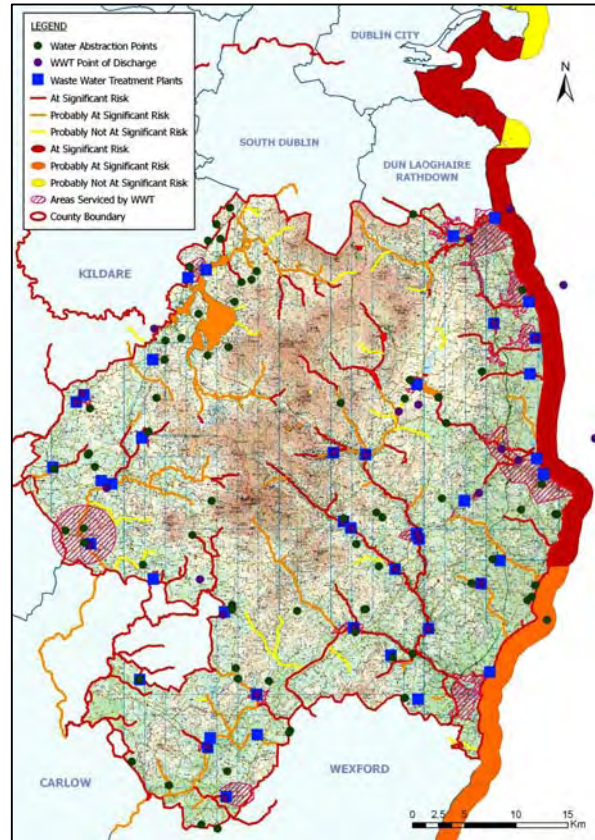 LEGEND
Water Abstraction Points
WWT Point of Discharge
Waste Water Treatment Plants
At Significant Risk
Probably At Significant Risk
Probably Not At Significant Risk
At Significant Risk
Probably At Significant Risk
Probably Not At Significant Risk
Areas Serviced by WWT
County Boundary
DUBLIN CITY
N
SOUTH DUBLIN
DUN LAOGHAIRE
RATHDOWN
KILDARE
CARLOW
WEXFORD
0 2.5 5 10 15
Km